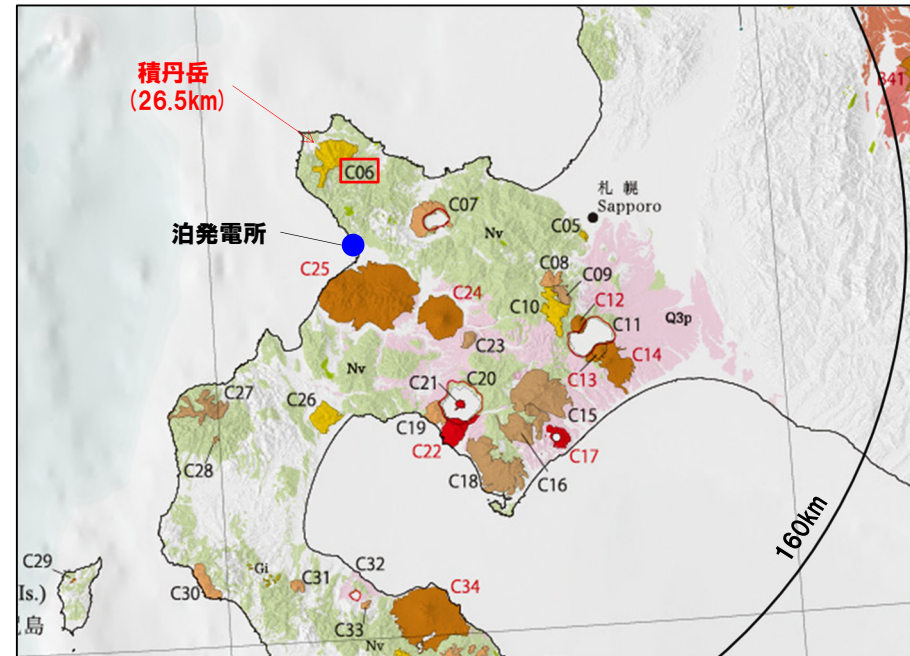 積丹岳
(26.5km)
B41
C06
札 幌
Sapporo
C07
C05
Nv
泊発電所
C25
C08
C09
C24
C10
C12
C11
Q3p
C23
C14
C13
Nv
C21
C20
C27
C26
C15
C19
C22
C17
C28
C18
C16
160km
C29
C32
Gi
C31
C34
Is.)
C30
C33
島
Nv